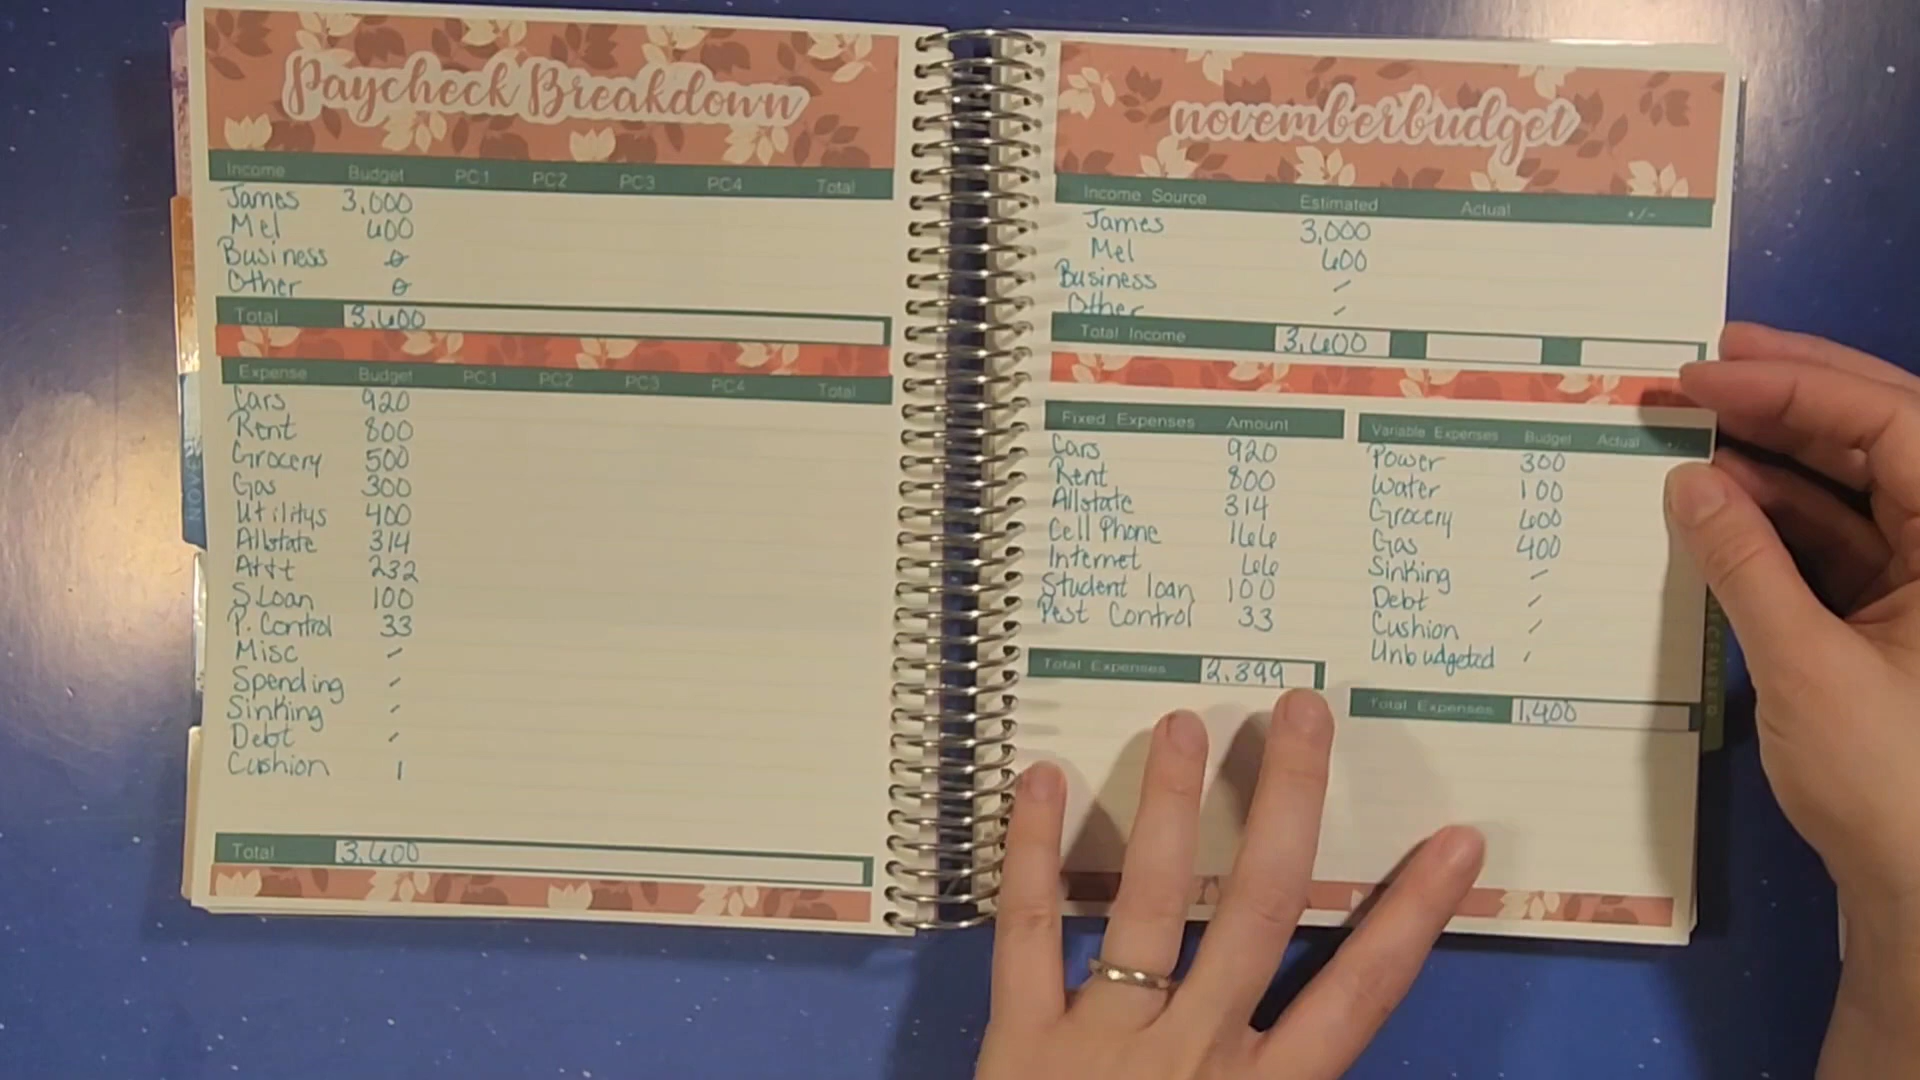 Paycheck Breakdown
Income Budget PC1 PC2 PC3 PC4 Total
James 3,000
Mel 600
Business 0
Other 0
Total 3,600
Expense Budget PC1 PC2 PC3 PC4 Total
Cars 920
Rent 800
Grocery 500
Gas 300
Utilitys 400
Allstate 314
At&t 232
S.Loan 100
P. Control 33
Misc -
Spending -
Sinking -
Debt -
Cushion 1
Total 3,600
NOVE
novemberbudget
Income Source Estimated Actual +/-
James 3,000
Mel 600
Business -
Other -
Total Income 3,600
Fixed Expenses Amount
Cars 920
Rent 800
Allstate 314
Cell Phone 166
Internet 66
Student loan 100
Pest Control 33
Total Expenses 2,399
Variable Expenses Budget Actual +/-
Power 300
Water 100
Grocery 600
Gas 400
Sinking -
Debt -
Cushion -
Unbudgeted -
Total Expenses 1,400